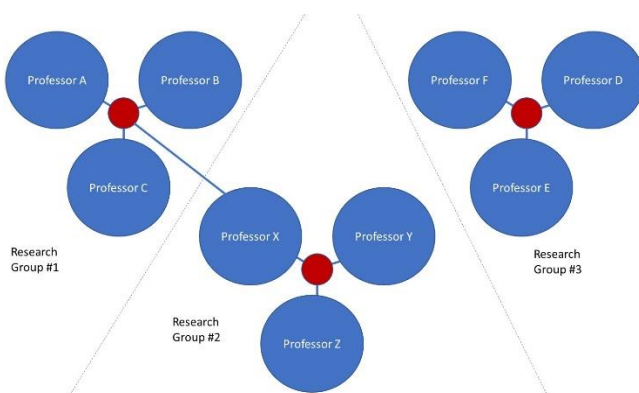 Professor A
Professor B
Professor C
Research
Group #1
Professor X
Professor Y
Professor Z
Research
Group #2
Professor F
Professor D
Professor E
Research
Group #3